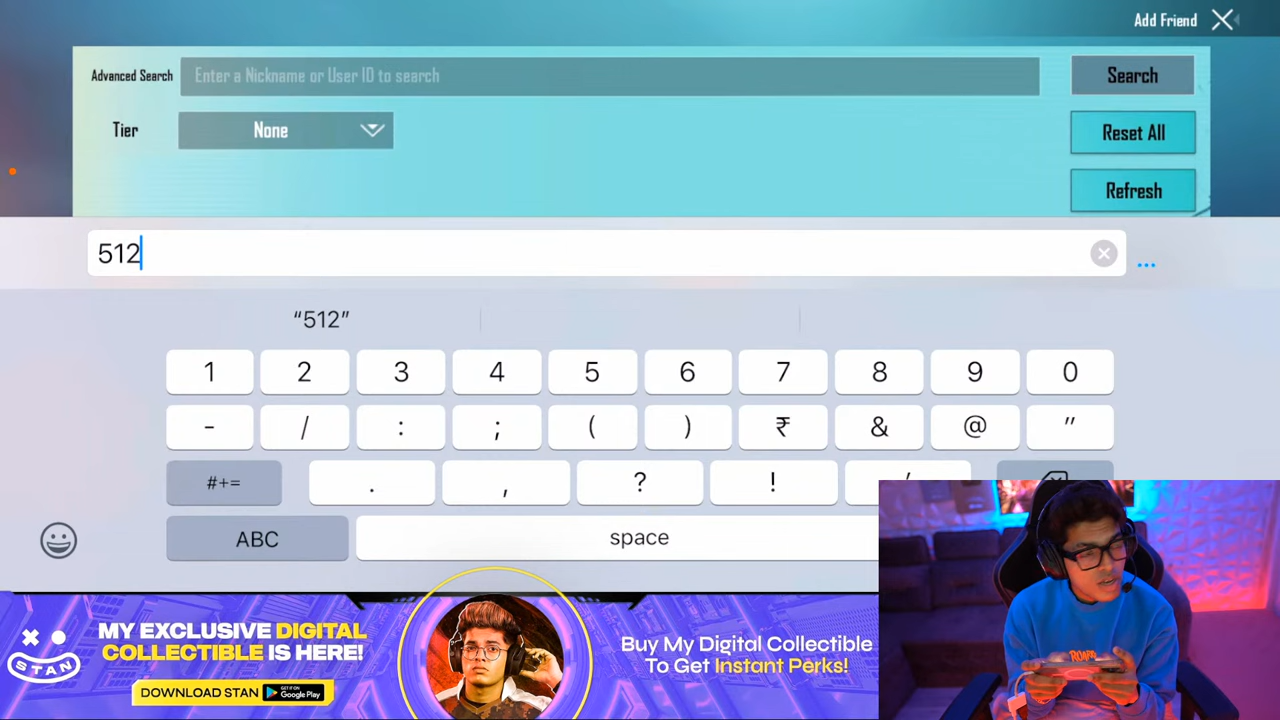 Add Friend
Advanced Search Enter a Nickname or User ID to search Search
Tier None Reset All
Refresh
512
“512”
1 2 3 4 5 6 7 8 9 0
- / : ; ( ) ₹ & @ "
#+= . , ? ! '
ABC space
STAN
MY EXCLUSIVE DIGITAL
COLLECTIBLE IS HERE!
DOWNLOAD STAN GET IT ON Google Play
Buy My Digital Collectible
To Get Instant Perks!
ROARR